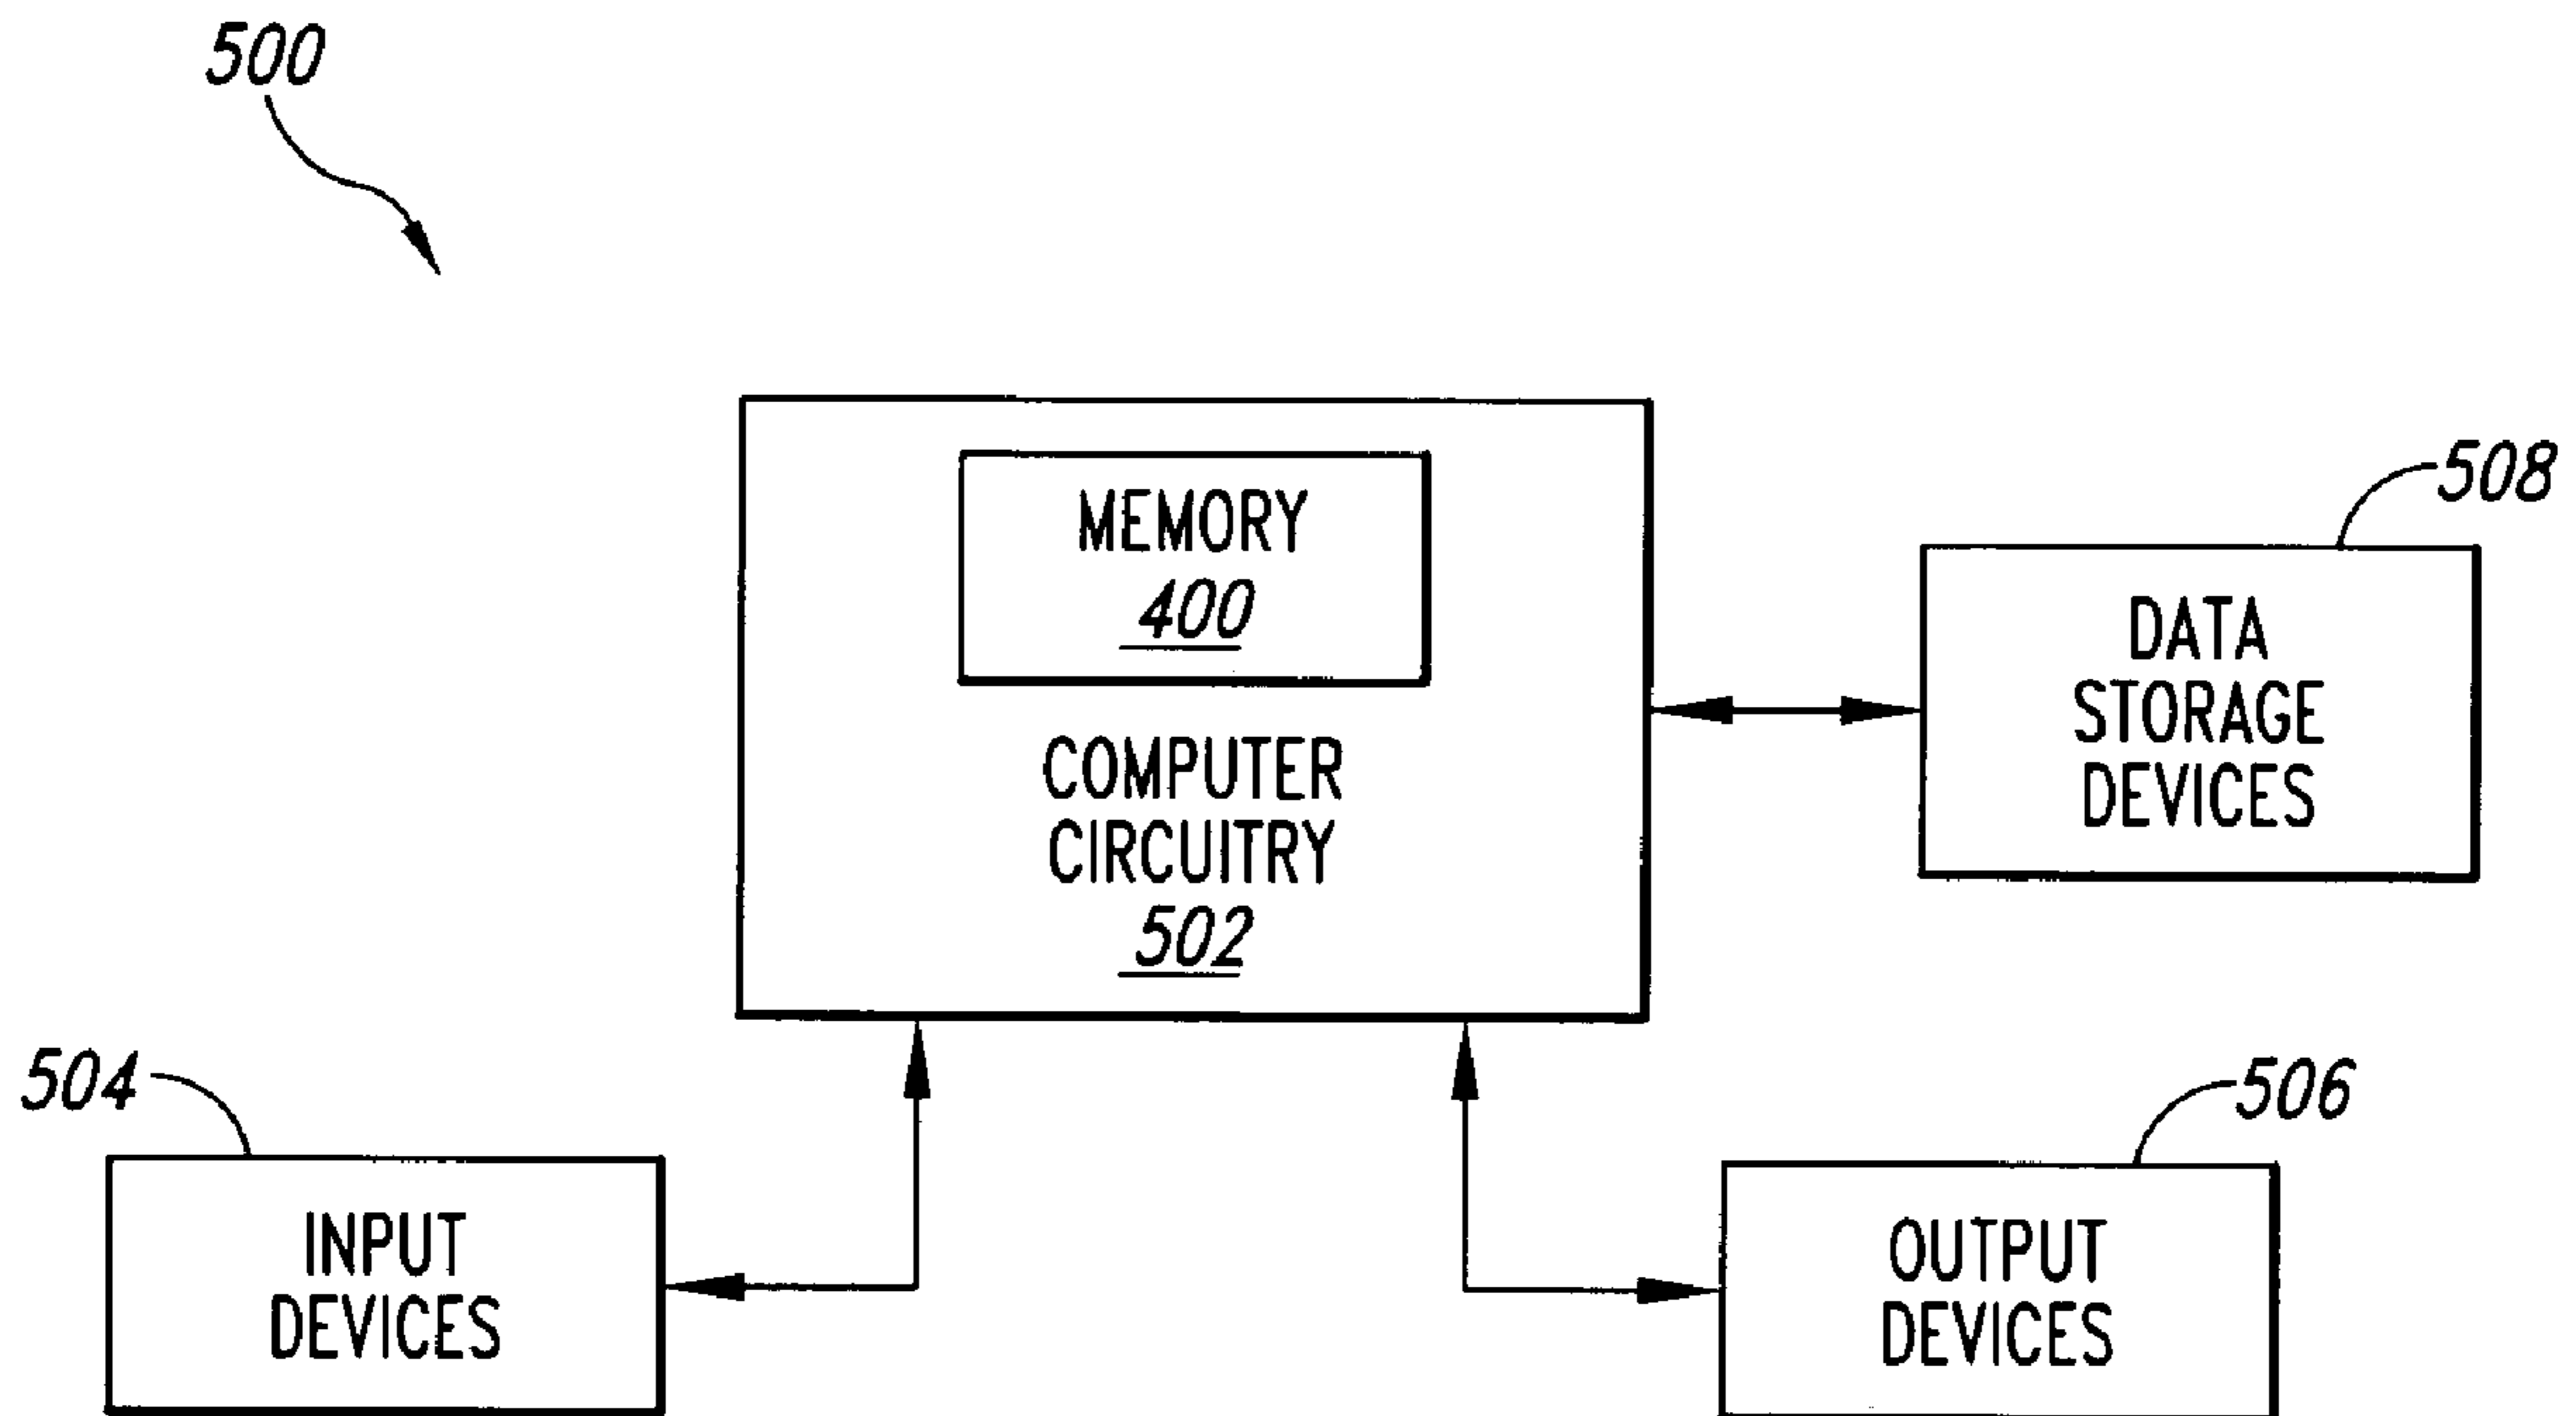 500
MEMORY
400
COMPUTER
CIRCUITRY
502
508
DATA
STORAGE
DEVICES
504
INPUT
DEVICES
506
OUTPUT
DEVICES